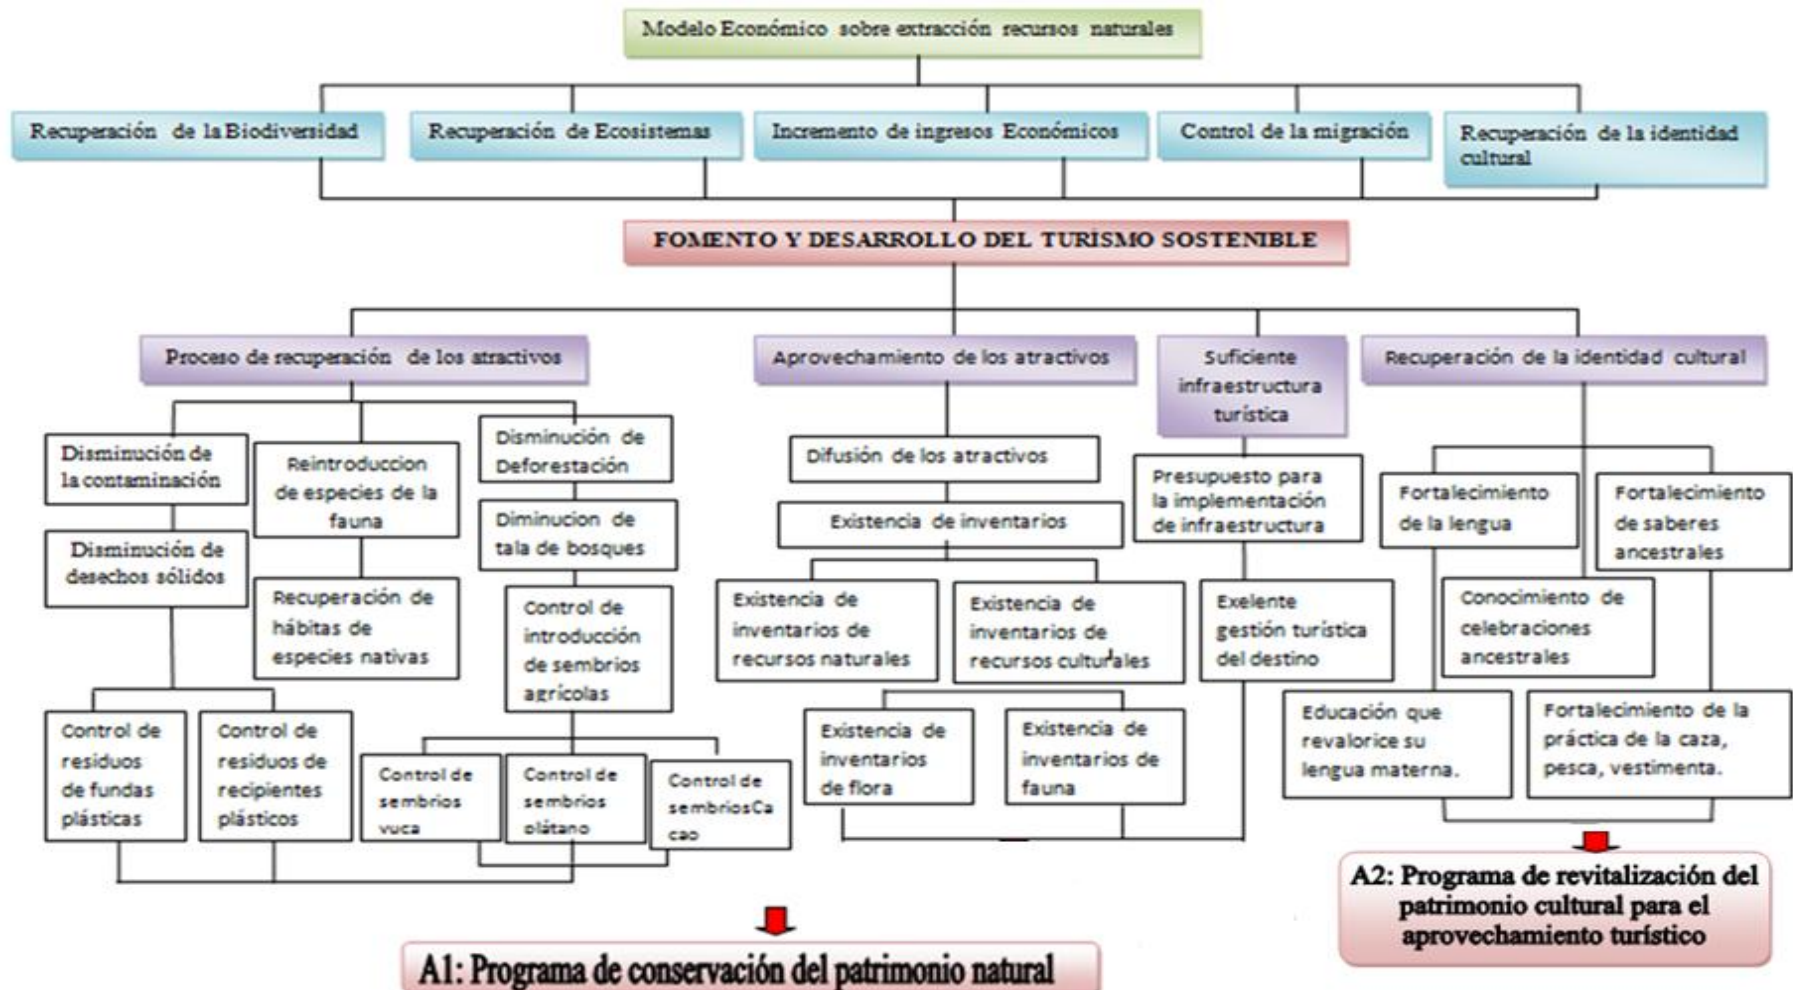 Modelo Económico sobre extracción recursos naturales
Recuperación de la Biodiversidad
Recuperación de Ecosistemas
Incremento de ingresos Económicos
Control de la migración
Recuperación de la identidad
cultural
FOMENTO Y DESARROLLO DEL TURISMO SOSTENIBLE
Proceso de recuperación de los atractivos
Aprovechamiento de los atractivos
Suficiente
infraestructura
turística
Recuperación de la identidad cultural
Disminución de
la contaminación
Reintroduccion
de especies de la
fauna
Disminución de
Deforestación
Difusión de los atractivos
Presupuesto para
la implementación
de infraestructura
Fortalecimiento
de la lengua
Fortalecimiento
de saberes
ancestrales
Disminución de
desechos sólidos
Diminucion de
tala de bosques
Existencia de inventarios
Recuperación de
hábitas de
especies nativas
Control de
introducción
de sembrios
agrícolas
Existencia de
inventarios de
recursos naturales
Existencia de
inventarios de
recursos culturales
Exelente
gestión turística
del destino
Conocimiento de
celebraciones
ancestrales
Control de
residuos
de fundas
plásticas
Control de
residuos de
recipientes
plásticos
Control de
sembrios
yuca
Control de
sembrios
plátano
Control de
sembriosCa
cao
Existencia de
inventarios
de flora
Existencia de
inventarios de
fauna
Educación que
revalorice su
lengua materna.
Fortalecimiento de la
práctica de la caza,
pesca, vestimenta.
A1: Programa de conservación del patrimonio natural
A2: Programa de revitalización del
patrimonio cultural para el
aprovechamiento turístico